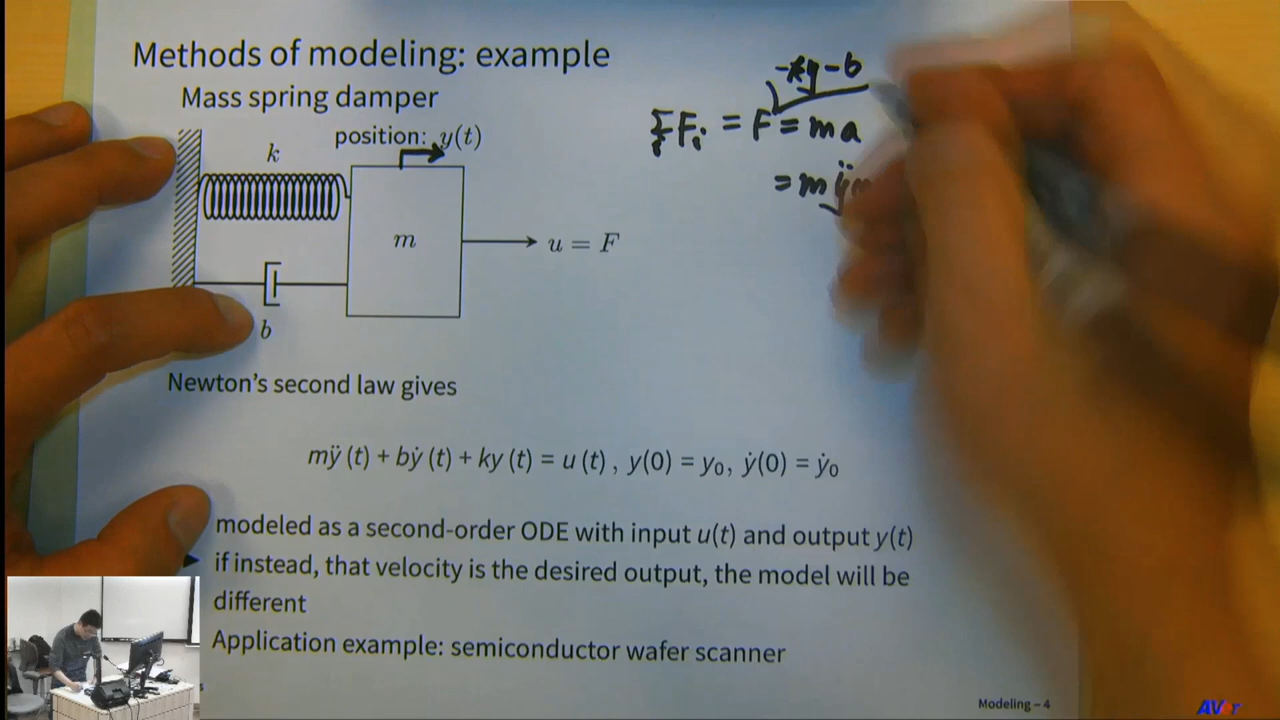 Methods of modeling: example
Mass spring damper
position: y(t)
k
m
u = F
b
-ky-b
ΣFᵢ = F = ma
= mÿ
Newton's second law gives
mÿ (t) + bẏ (t) + ky (t) = u (t) , y(0) = y₀, ẏ(0) = ẏ₀
modeled as a second-order ODE with input u(t) and output y(t)
► if instead, that velocity is the desired output, the model will be
different
Application example: semiconductor wafer scanner
Modeling – 4
AVer